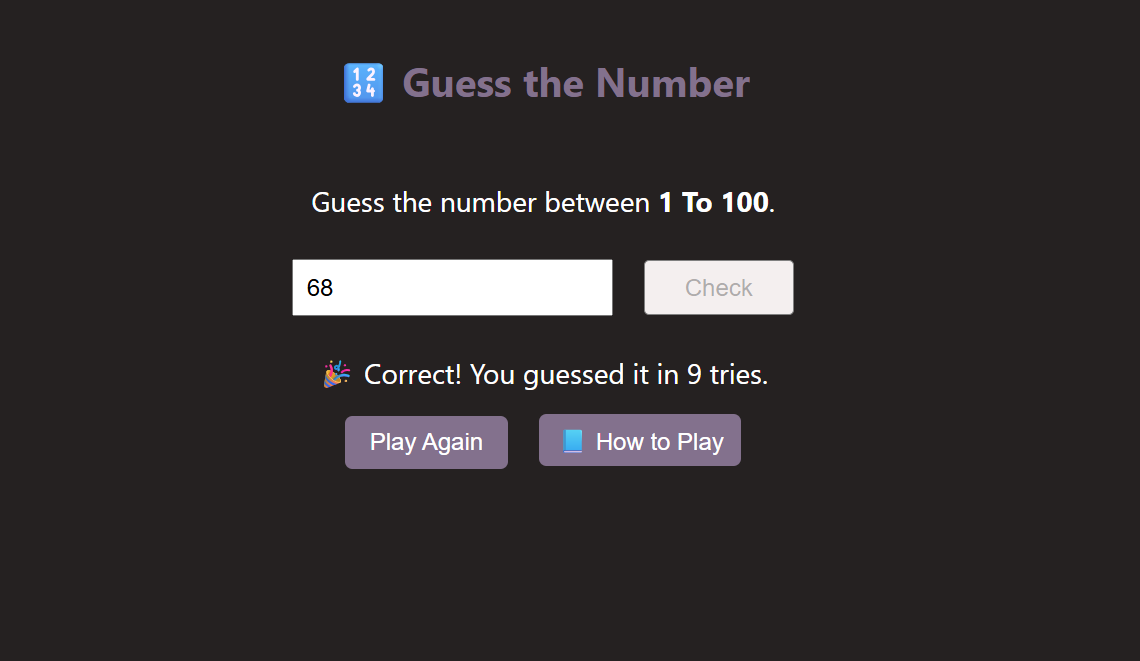 🔢 Guess the Number
Guess the number between 1 To 100.
68 Check
🎉 Correct! You guessed it in 9 tries.
Play Again 📘 How to Play